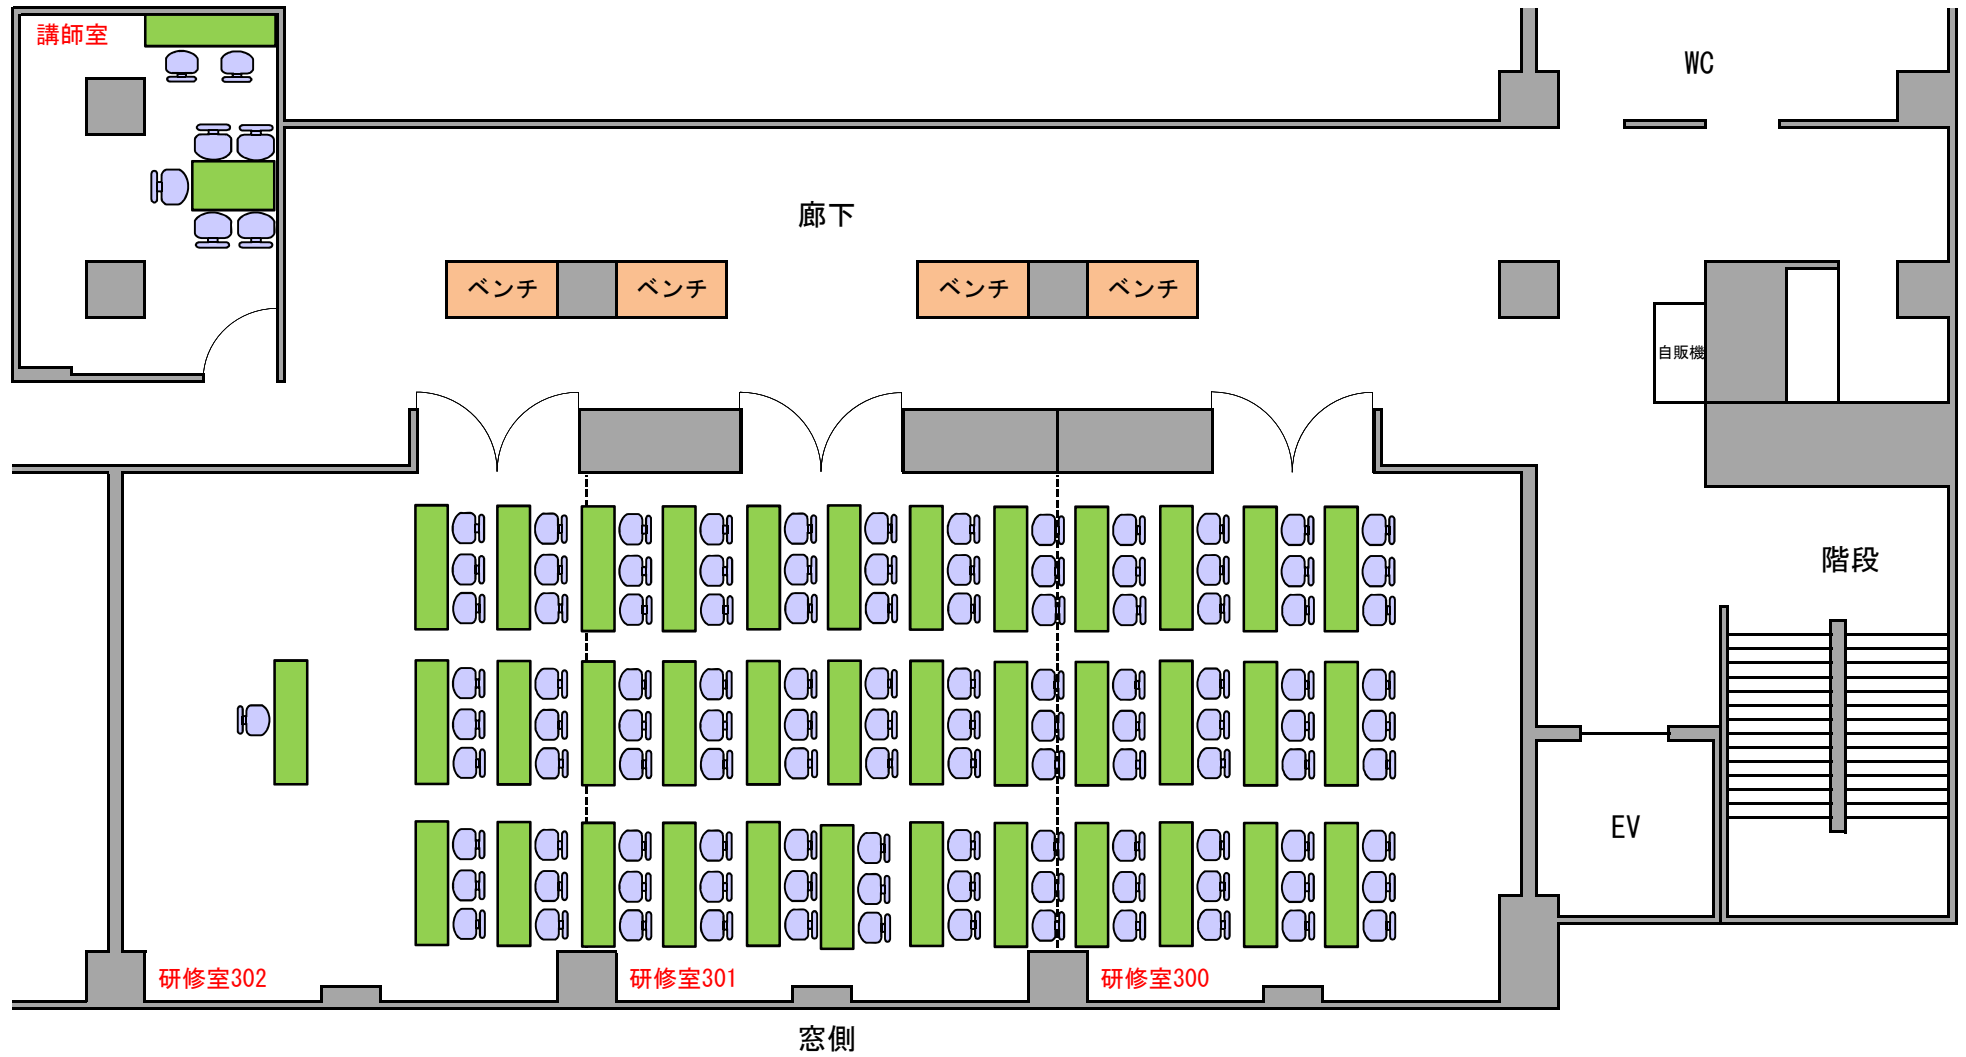 講師室
WC
廊下
ベンチ
ベンチ
ベンチ
ベンチ
自販機
階段
EV
研修室302
研修室301
研修室300
窓側